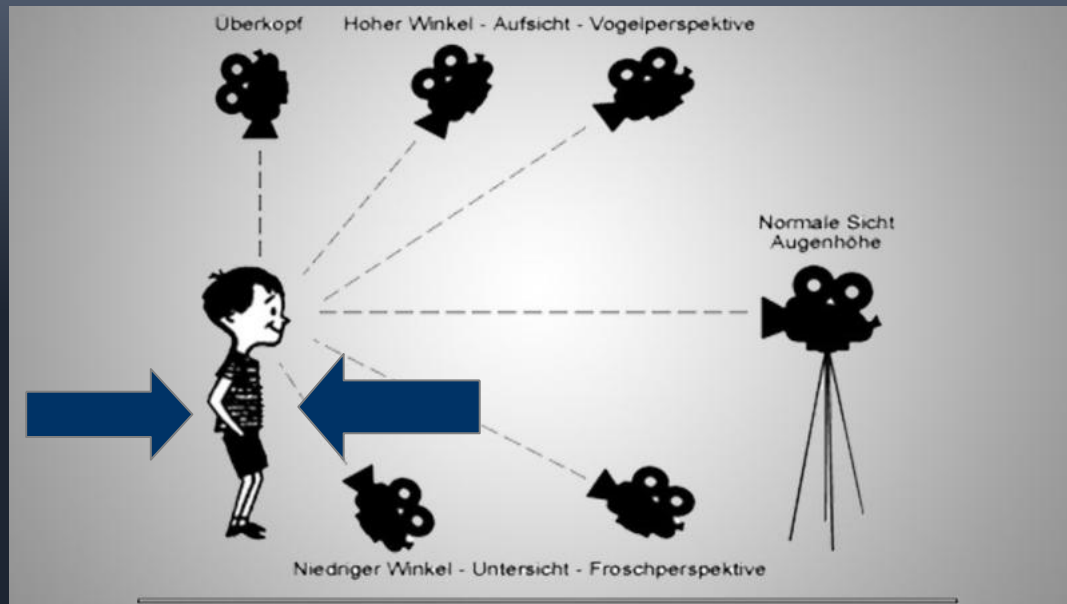 Überkopf
Hoher Winkel - Aufsicht - Vogelperspektive
Normale Sicht
Augenhöhe
Niedriger Winkel - Untersicht - Froschperspektive